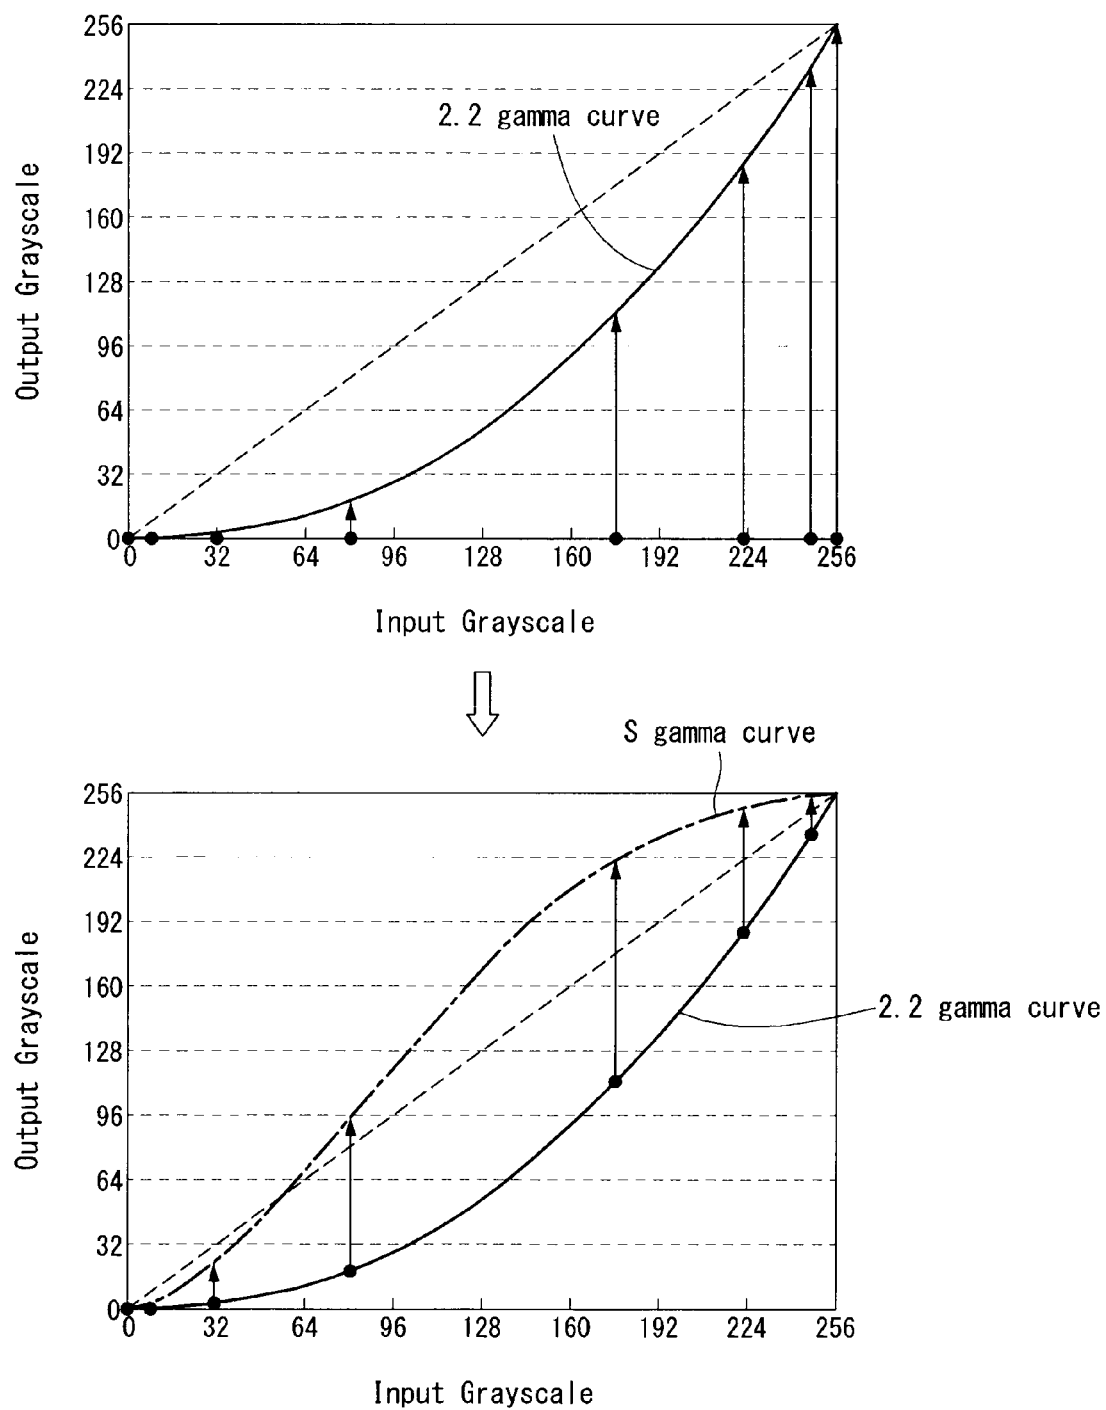 256
224
2.2 gamma curve
192
160
128
96
64
32
0
0 32 64 96 128 160 192 224 256
Output Grayscale
Input Grayscale
S gamma curve
256
224
192
160
2.2 gamma curve
128
96
64
32
0
0 32 64 96 128 160 192 224 256
Output Grayscale
Input Grayscale